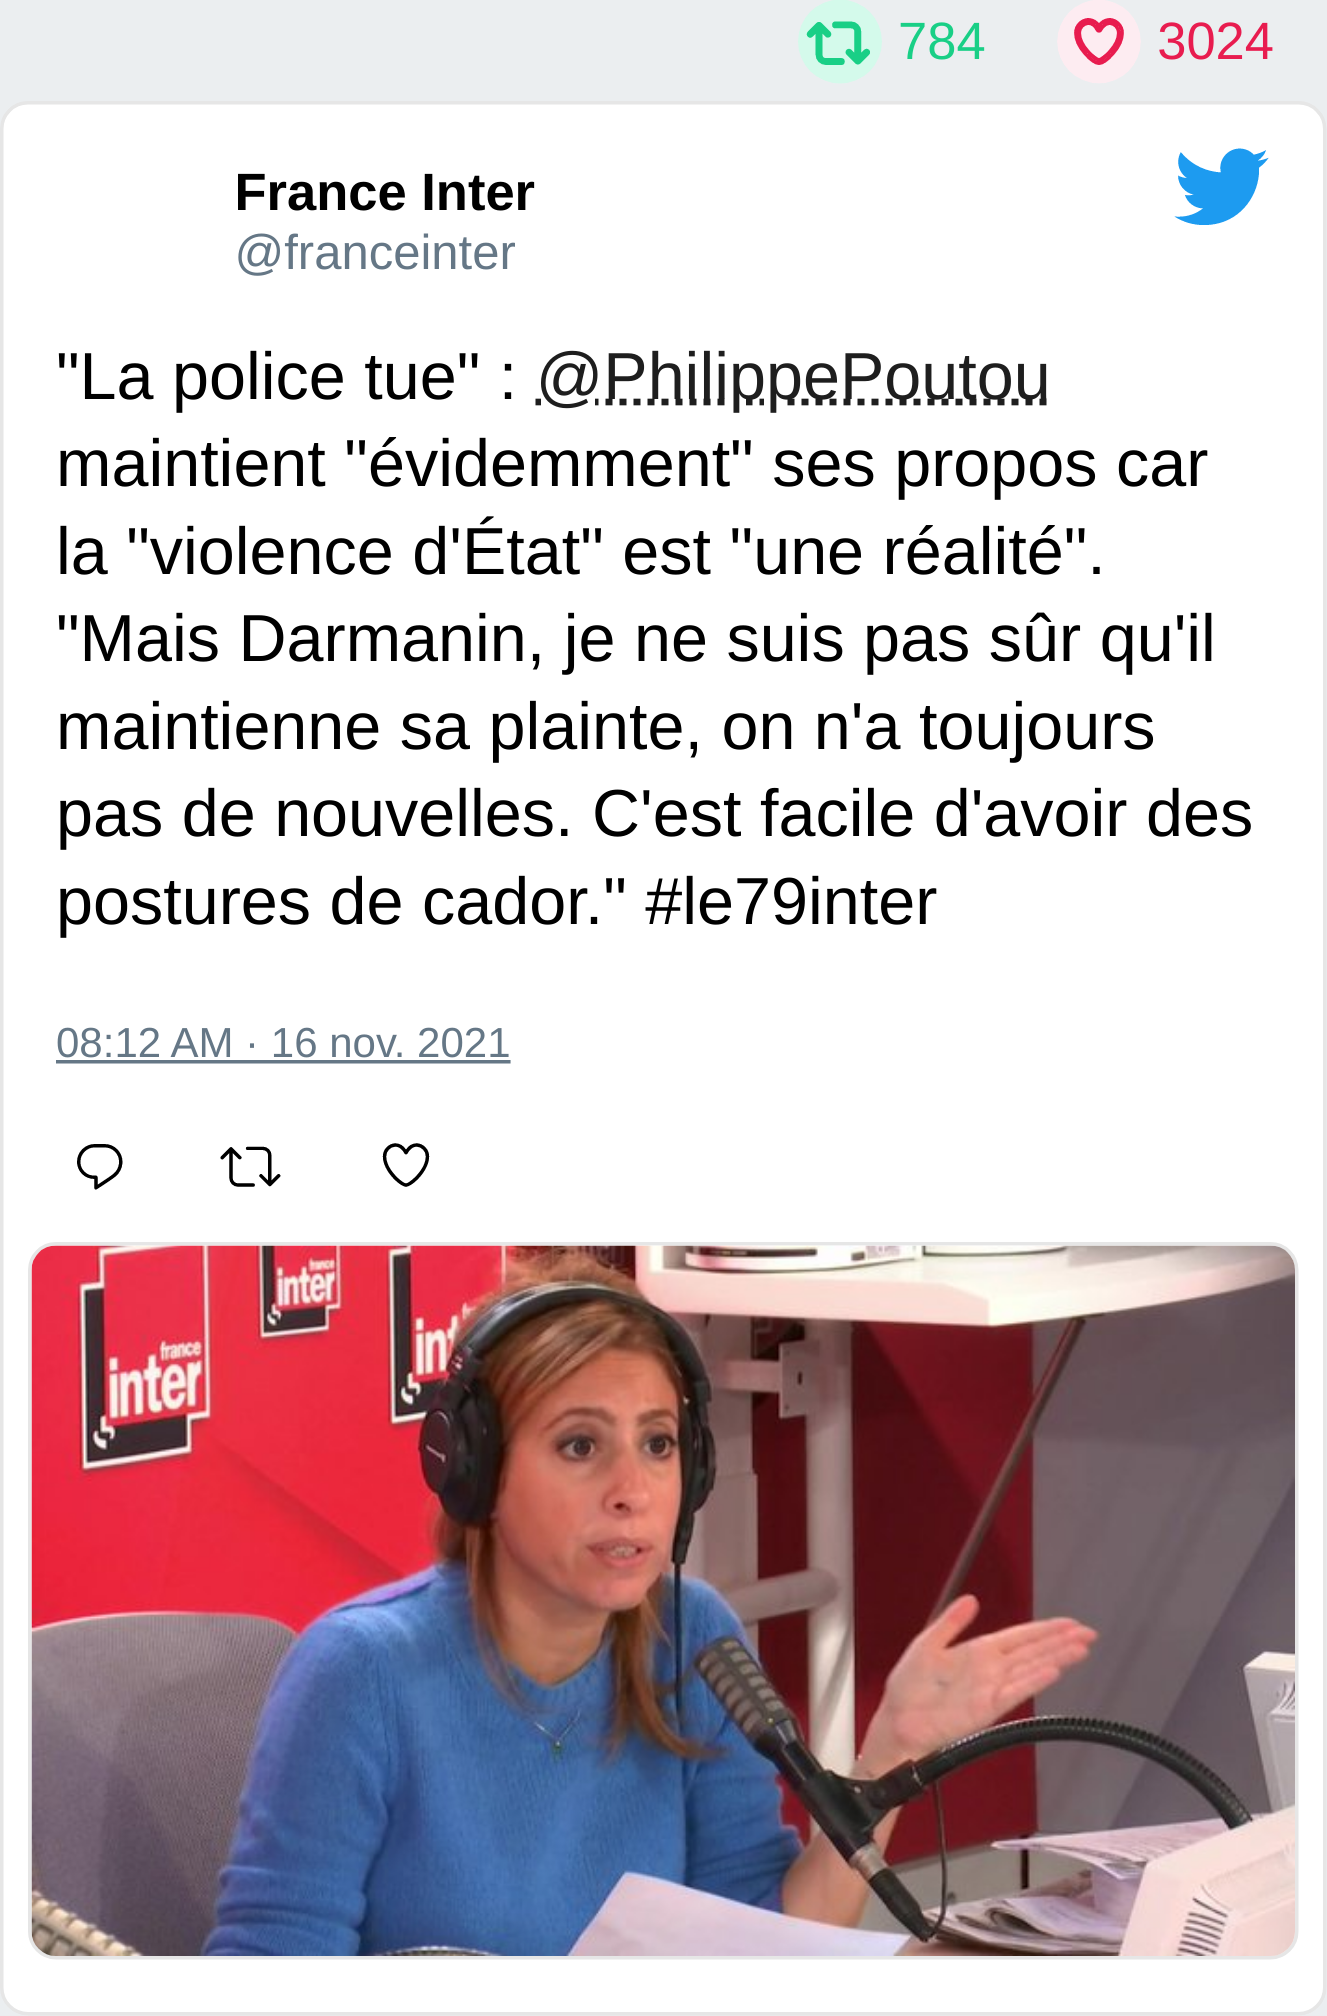 784 3024
France Inter
@franceinter
"La police tue" : @PhilippePoutou
maintient "évidemment" ses propos car
la "violence d'État" est "une réalité".
"Mais Darmanin, je ne suis pas sûr qu'il
maintienne sa plainte, on n'a toujours
pas de nouvelles. C'est facile d'avoir des
postures de cador." #le79inter
08:12 AM · 16 nov. 2021
france
inter
france
inter